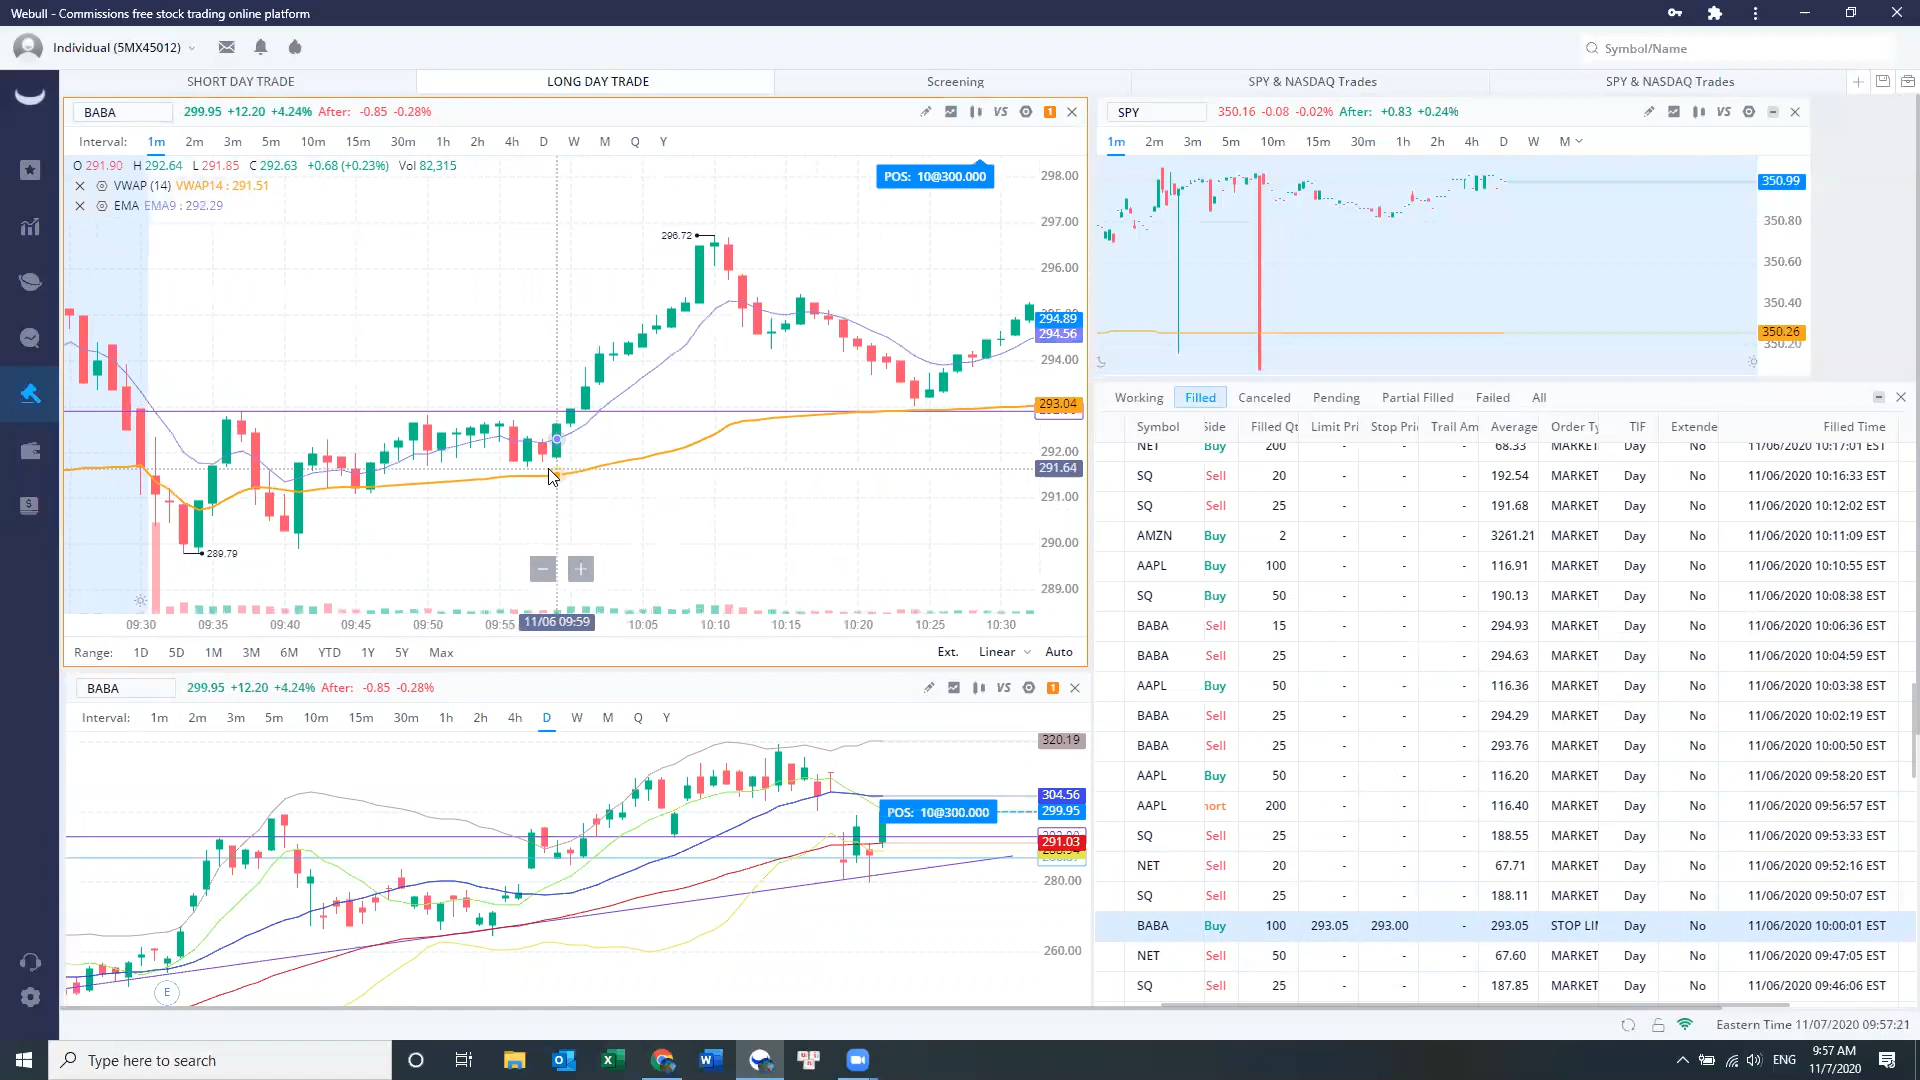 Webull - Commissions free stock trading online platform
Individual (5MX45012)
Symbol/Name
SHORT DAY TRADE LONG DAY TRADE Screening SPY & NASDAQ Trades SPY & NASDAQ Trades
BABA 299.95 +12.20 +4.24% After: -0.85 -0.28% VS 1
Interval: 1m 2m 3m 5m 10m 15m 30m 1h 2h 4h D W M Q Y
O 291.90 H 292.64 L 291.85 C 292.63 +0.68 (+0.23%) Vol 82,315
VWAP (14) VWAP14 : 291.51
EMA EMA9 : 292.29
POS: 10@300.000
296.72
289.79
298.00
297.00
296.00
294.89
294.56
294.00
293.04
292.00
291.64
291.00
290.00
289.00
09:30 09:35 09:40 09:45 09:50 09:55 11/06 09:59 10:05 10:10 10:15 10:20 10:25 10:30
Range: 1D 5D 1M 3M 6M YTD 1Y 5Y Max Ext. Linear Auto
BABA 299.95 +12.20 +4.24% After: -0.85 -0.28% VS 1
Interval: 1m 2m 3m 5m 10m 15m 30m 1h 2h 4h D W M Q Y
POS: 10@300.000
320.19
304.56
299.95
291.03
280.00
260.00
E
SPY 350.16 -0.08 -0.02% After: +0.83 +0.24% VS
1m 2m 3m 5m 10m 15m 30m 1h 2h 4h D W M
350.99
350.80
350.60
350.40
350.26
350.20
Working Filled Canceled Pending Partial Filled Failed All
Symbol Side Filled Qt Limit Pri Stop Pric Trail Am Average Order Ty TIF Extende Filled Time
NET Buy 200 - - - 68.33 MARKET Day No 11/06/2020 10:17:01 EST
SQ Sell 20 - - - 192.54 MARKET Day No 11/06/2020 10:16:33 EST
SQ Sell 25 - - - 191.68 MARKET Day No 11/06/2020 10:12:02 EST
AMZN Buy 2 - - - 3261.21 MARKET Day No 11/06/2020 10:11:09 EST
AAPL Buy 100 - - - 116.91 MARKET Day No 11/06/2020 10:10:55 EST
SQ Buy 50 - - - 190.13 MARKET Day No 11/06/2020 10:08:38 EST
BABA Sell 15 - - - 294.93 MARKET Day No 11/06/2020 10:06:36 EST
BABA Sell 25 - - - 294.63 MARKET Day No 11/06/2020 10:04:59 EST
AAPL Buy 50 - - - 116.36 MARKET Day No 11/06/2020 10:03:38 EST
BABA Sell 25 - - - 294.29 MARKET Day No 11/06/2020 10:02:19 EST
BABA Sell 25 - - - 293.76 MARKET Day No 11/06/2020 10:00:50 EST
AAPL Buy 50 - - - 116.20 MARKET Day No 11/06/2020 09:58:20 EST
AAPL hort 200 - - - 116.40 MARKET Day No 11/06/2020 09:56:57 EST
SQ Sell 25 - - - 188.55 MARKET Day No 11/06/2020 09:53:33 EST
NET Sell 20 - - - 67.71 MARKET Day No 11/06/2020 09:52:16 EST
SQ Sell 25 - - - 188.11 MARKET Day No 11/06/2020 09:50:07 EST
BABA Buy 100 293.05 293.00 - 293.05 STOP LI Day No 11/06/2020 10:00:01 EST
NET Sell 50 - - - 67.60 MARKET Day No 11/06/2020 09:47:05 EST
SQ Sell 25 - - - 187.85 MARKET Day No 11/06/2020 09:46:06 EST
Eastern Time 11/07/2020 09:57:21
Type here to search
ENG
9:57 AM
11/7/2020